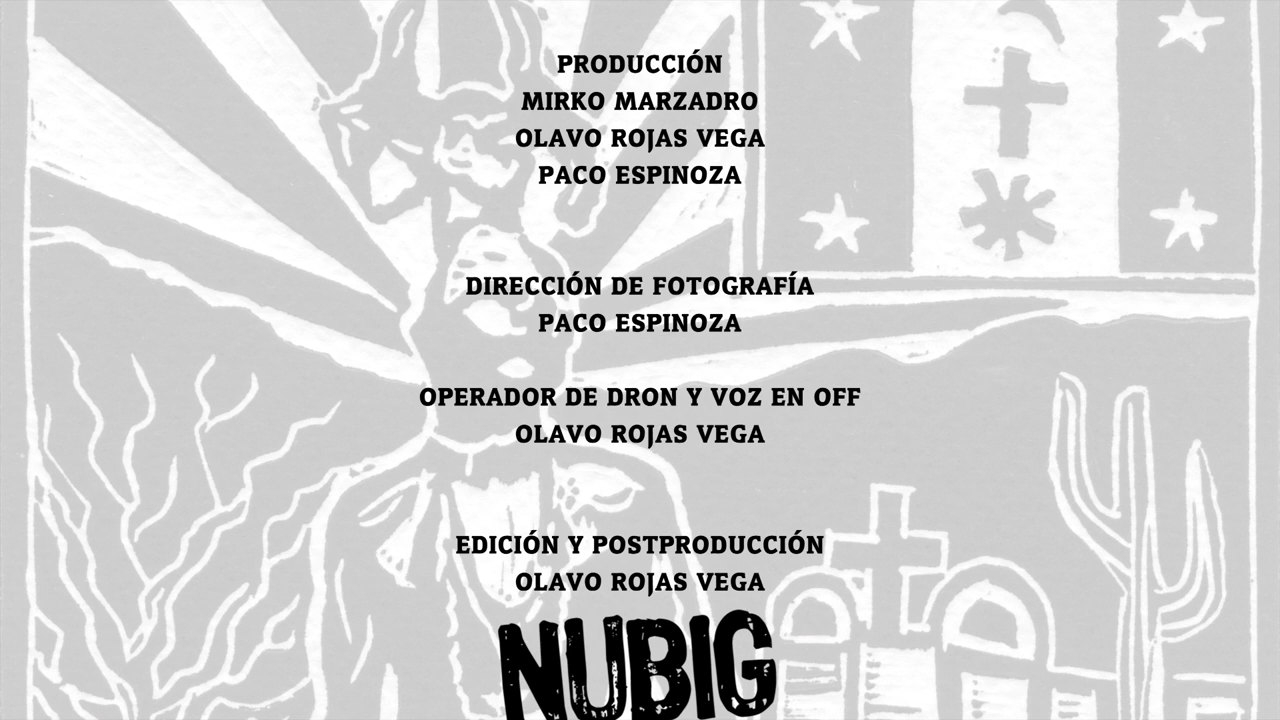 PRODUCCIÓN
MIRKO MARZADRO
OLAVO ROJAS VEGA
PACO ESPINOZA
DIRECCIÓN DE FOTOGRAFÍA
PACO ESPINOZA
OPERADOR DE DRON Y VOZ EN OFF
OLAVO ROJAS VEGA
EDICIÓN Y POSTPRODUCCIÓN
OLAVO ROJAS VEGA
NUBIG